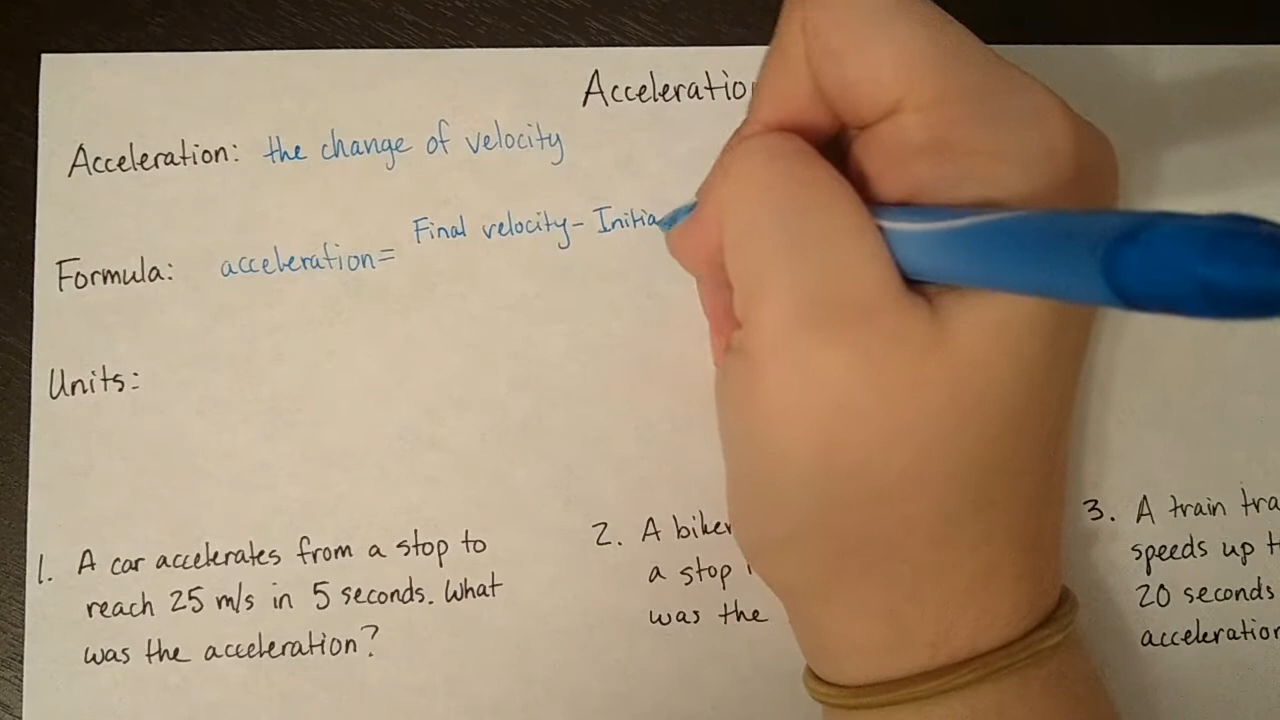 Acceleratio
Acceleration: the change of velocity
Final velocity - Initia
Formula: acceleration=
Units:
1. A car accelerates from a stop to
reach 25 m/s in 5 seconds. What
was the acceleration?
2. A biker
a stop
was the
3. A train tra
speeds up t
20 seconds
acceleration